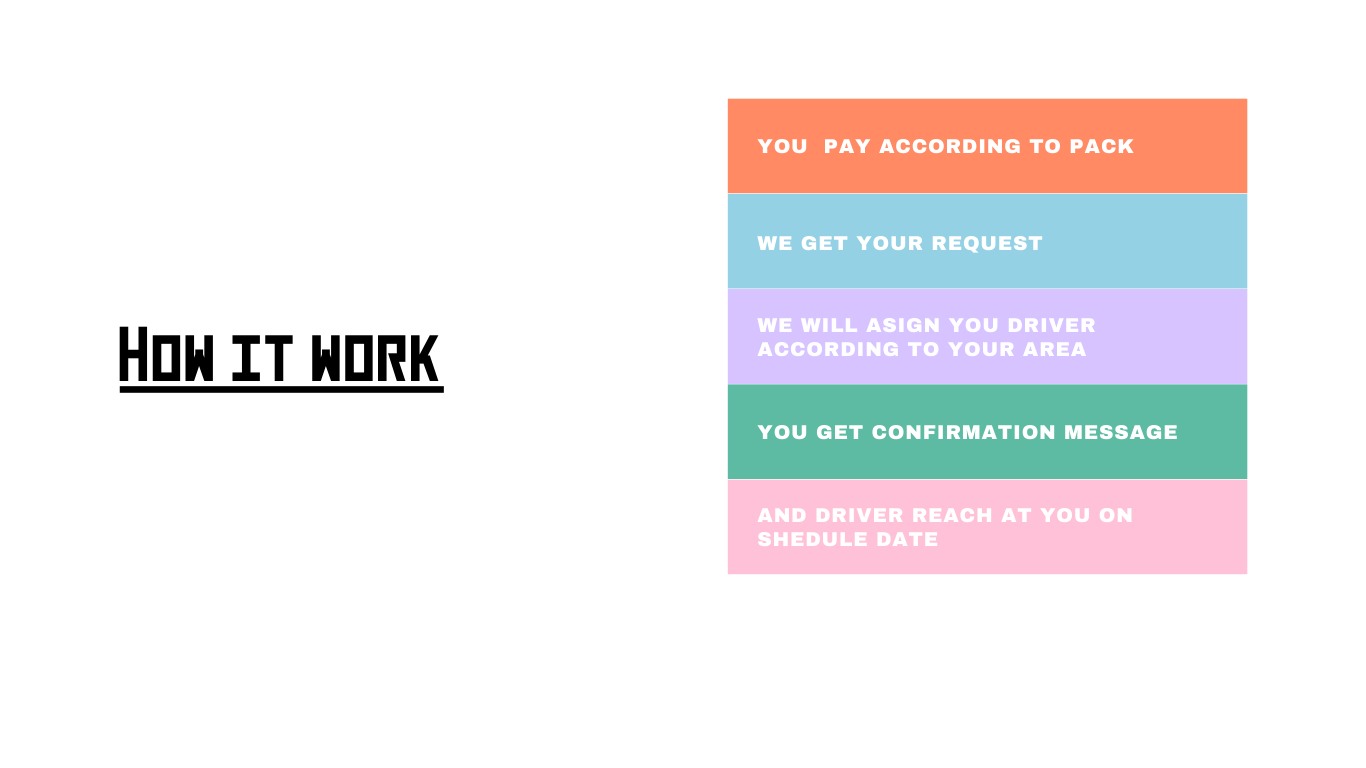 How it work
YOU  PAY ACCORDING TO PACK
WE GET YOUR REQUEST
WE WILL ASIGN YOU DRIVER
ACCORDING TO YOUR AREA
YOU GET CONFIRMATION MESSAGE
AND DRIVER REACH AT YOU ON
SHEDULE DATE